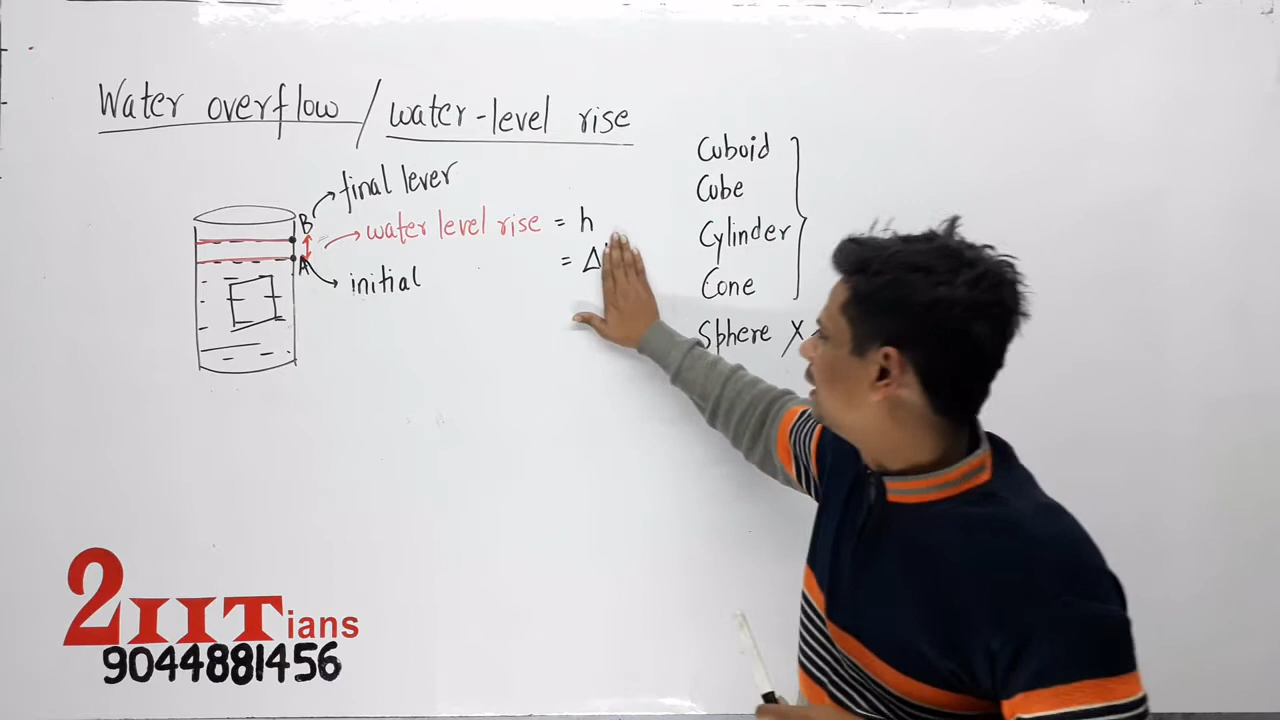 Water overflow / water-level rise
final lever
B
water level rise = h
= Δ
A
initial
Cuboid
Cube
Cylinder
Cone
Sphere X
2IITians
9044881456